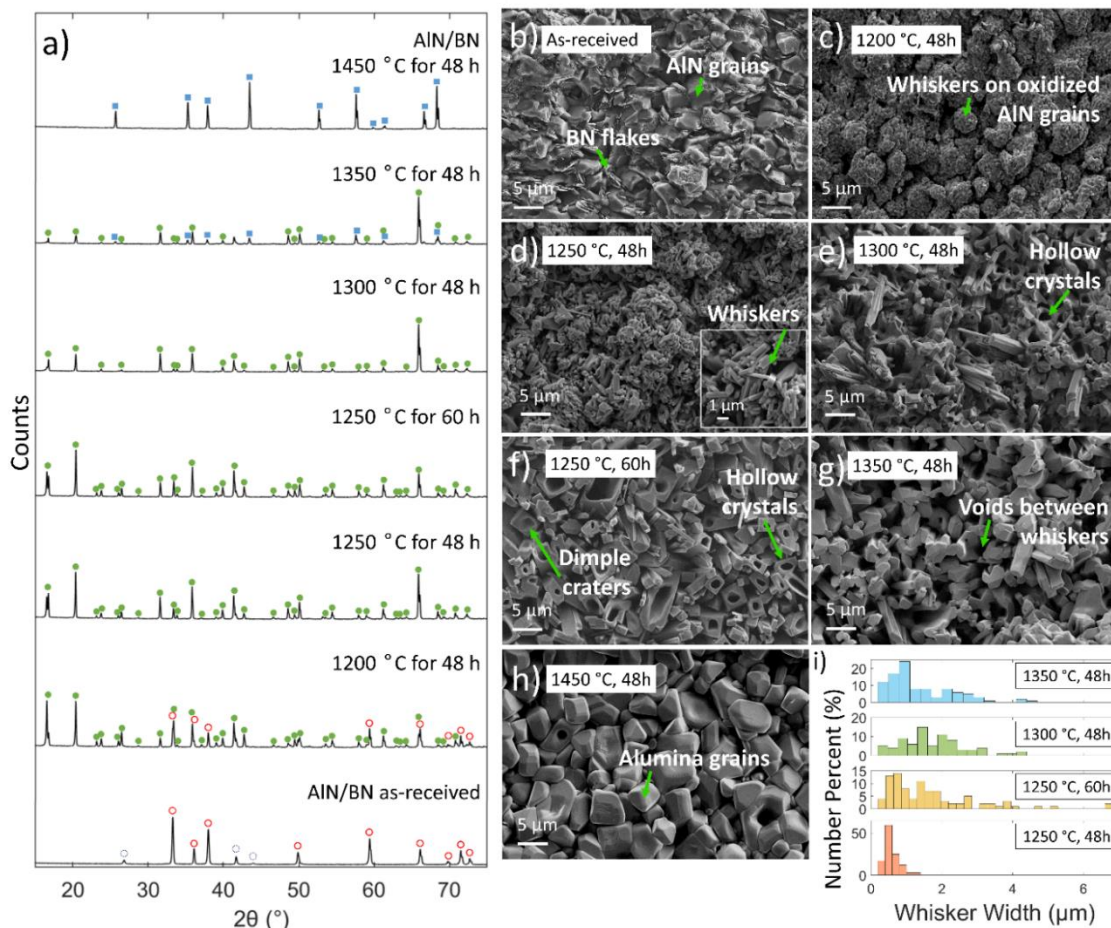 a)
AlN/BN
1450 °C for 48 h
1350 °C for 48 h
1300 °C for 48 h
1250 °C for 60 h
1250 °C for 48 h
1200 °C for 48 h
AlN/BN as-received
Counts
20 30 40 50 60 70
2θ (°)
b) As-received
AlN grains
BN flakes
5 µm
c) 1200 °C, 48h
Whiskers on oxidized
AlN grains
5 µm
d) 1250 °C, 48h
Whiskers
1 µm
5 µm
e) 1300 °C, 48h
Hollow
crystals
5 µm
f) 1250 °C, 60h
Hollow
crystals
Dimple
craters
5 µm
g) 1350 °C, 48h
Voids between
whiskers
5 µm
h) 1450 °C, 48h
Alumina grains
5 µm
i)
20
10
0
1350 °C, 48h
20
10
0
1300 °C, 48h
15
10
5
0
1250 °C, 60h
50
0
1250 °C, 48h
Number Percent (%)
0 2 4 6
Whisker Width (µm)